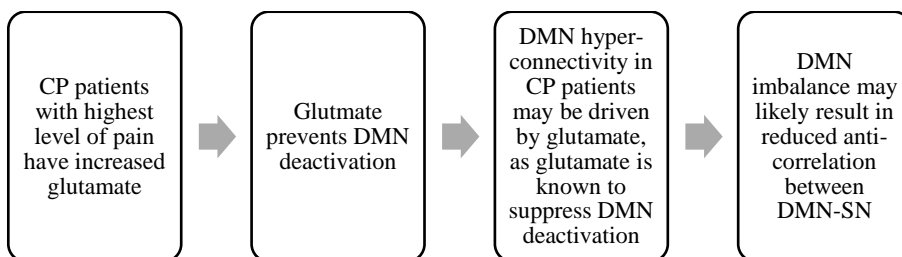 CP patients
with highest
level of pain
have increased
glutamate
Glutmate
prevents DMN
deactivation
DMN hyper-
connectivity in
CP patients
may be driven
by glutamate,
as glutamate is
known to
suppress DMN
deactivation
DMN
imbalance may
likely result in
reduced anti-
correlation
between
DMN-SN